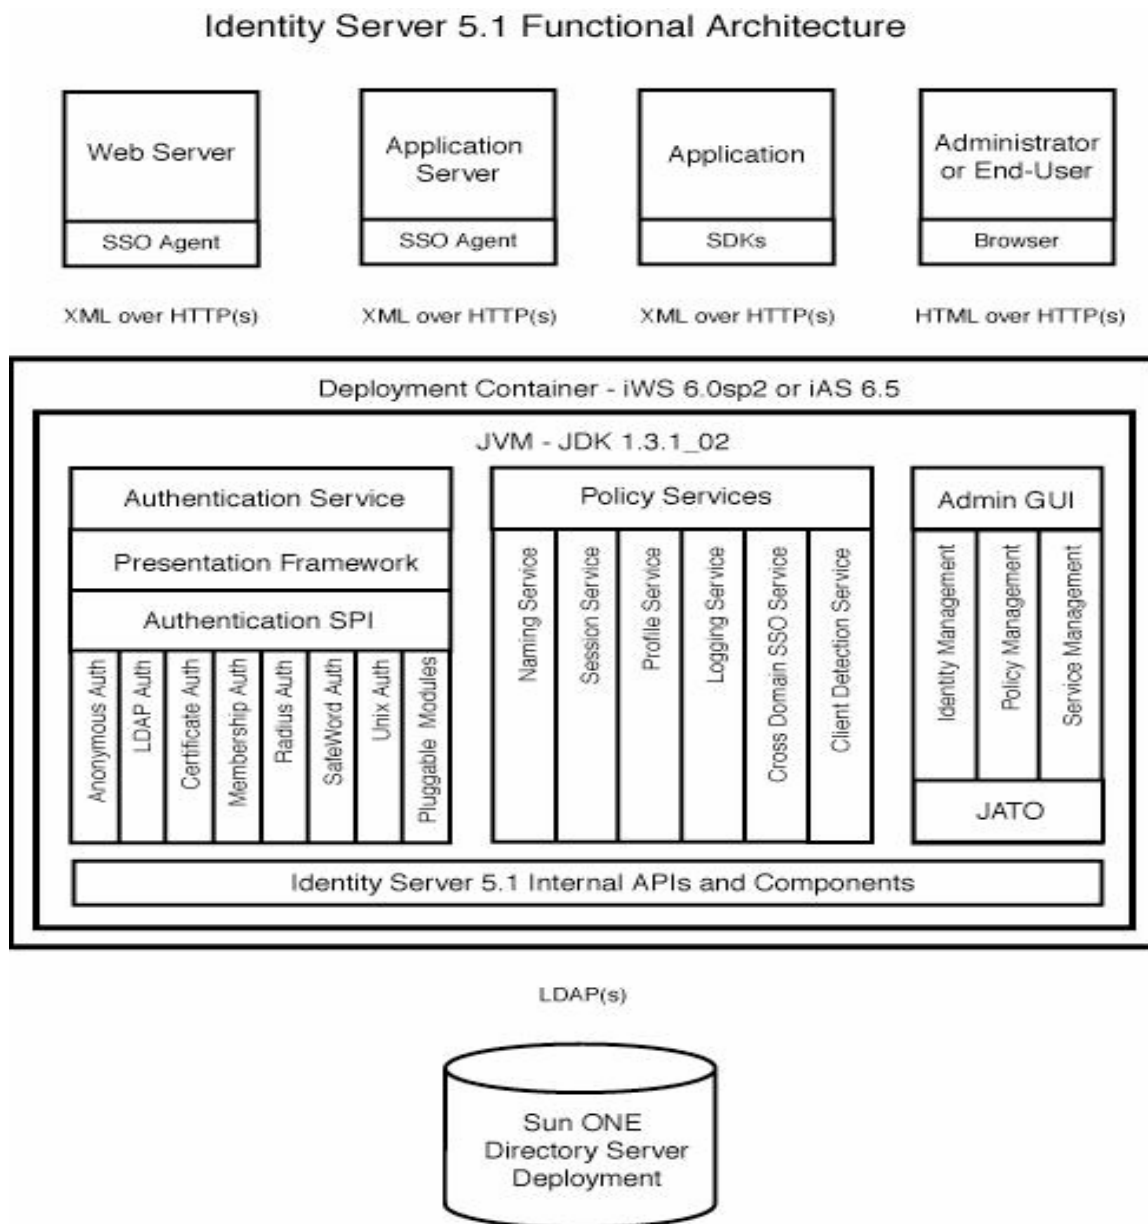 Identity Server 5.1 Functional Architecture
Web Server
SSO Agent
XML over HTTP(s)
Application
Server
SSO Agent
XML over HTTP(s)
Application
SDKs
XML over HTTP(s)
Administrator
or End-User
Browser
HTML over HTTP(s)
Deployment Container - iWS 6.0sp2 or iAS 6.5
JVM - JDK 1.3.1_02
Authentication Service
Presentation Framework
Authentication SPI
Anonymous Auth
LDAP Auth
Certificate Auth
Membership Auth
Radius Auth
SafeWord Auth
Unix Auth
Pluggable Modules
Policy Services
Naming Service
Session Service
Profile Service
Logging Service
Cross Domain SSO Service
Client Detection Service
Admin GUI
Identity Management
Policy Management
Service Management
JATO
Identity Server 5.1 Internal APIs and Components
LDAP(s)
Sun ONE
Directory Server
Deployment